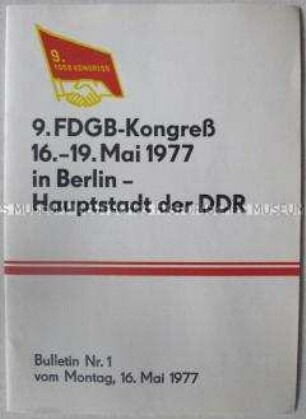 9.
FDGB KONGRESS
9. FDGB-Kongreß
16.–19. Mai 1977
in Berlin –
Hauptstadt der DDR
Bulletin Nr. 1
vom Montag, 16. Mai 1977